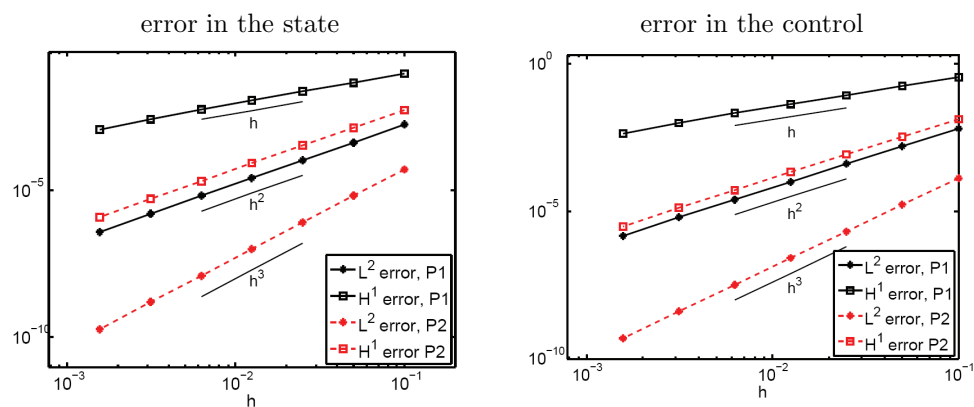 error in the state
10^-5
10^-10
10^-3
10^-2
10^-1
h
h
h^2
h^3
L^2 error, P1
H^1 error, P1
L^2 error, P2
H^1 error P2
error in the control
10^0
10^-5
10^-10
10^-3
10^-2
10^-1
h
h
h^2
h^3
L^2 error, P1
H^1 error, P1
L^2 error, P2
H^1 error P2